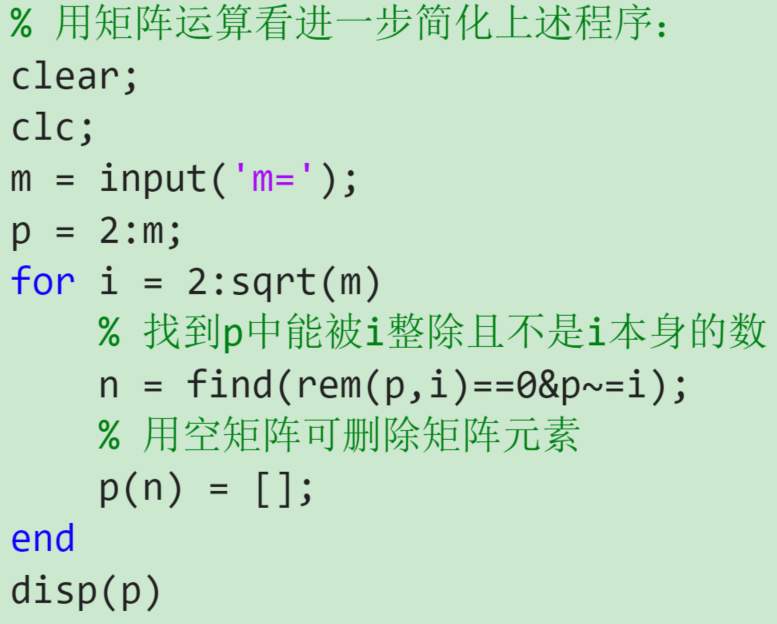 % 用矩阵运算看进一步简化上述程序：
clear;
clc;
m = input('m=');
p = 2:m;
for i = 2:sqrt(m)
    % 找到p中能被i整除且不是i本身的数
    n = find(rem(p,i)==0&p~=i);
    % 用空矩阵可删除矩阵元素
    p(n) = [];
end
disp(p)